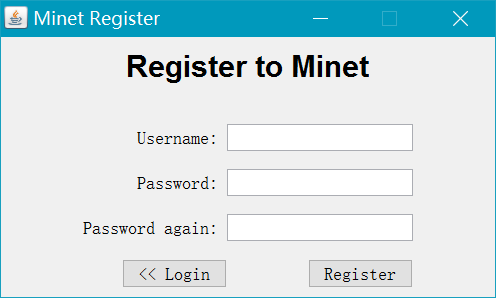 Minet Register
Register to Minet
Username:
Password:
Password again:
<< Login
Register